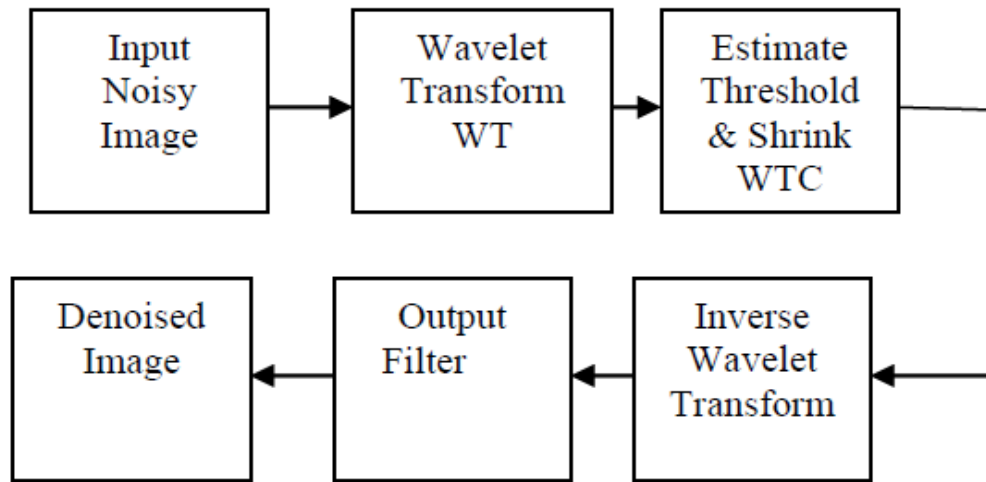 Input
Noisy
Image
Wavelet
Transform
WT
Estimate
Threshold
& Shrink
WTC
Inverse
Wavelet
Transform
Output
Filter
Denoised
Image